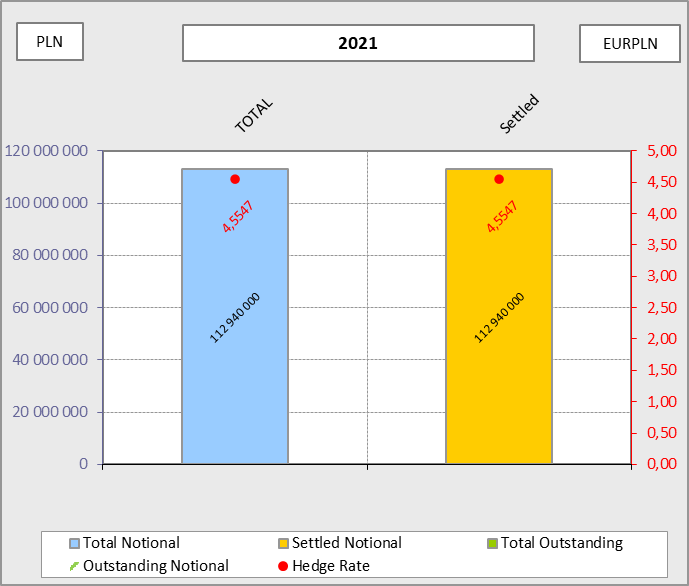 PLN
2021
EURPLN
TOTAL
Settled
120 000 000
100 000 000
80 000 000
60 000 000
40 000 000
20 000 000
0
5,00
4,50
4,00
3,50
3,00
2,50
2,00
1,50
1,00
0,50
0,00
4,5547
4,5547
112 940 000
112 940 000
Total Notional
Settled Notional
Total Outstanding
Outstanding Notional
Hedge Rate